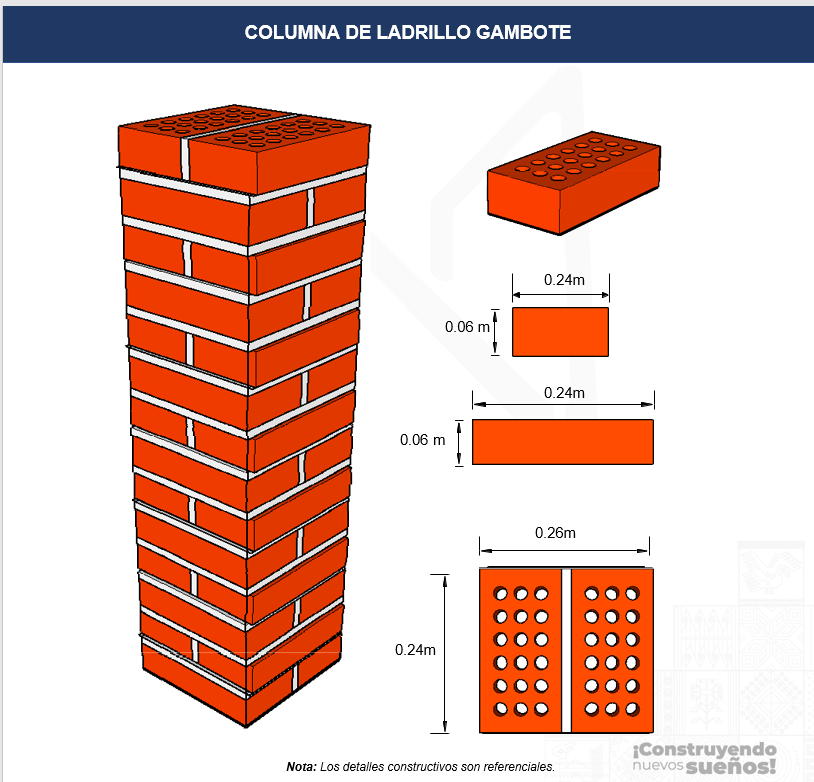 COLUMNA DE LADRILLO GAMBOTE
0.24m
0.06 m
0.24m
0.06 m
0.26m
0.24m
¡Construyendo
nuevos sueños!
Nota: Los detalles constructivos son referenciales.